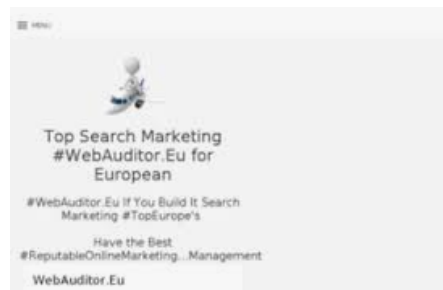 MENU
Top Search Marketing
#WebAuditor.Eu for
European
#WebAuditor.Eu If You Build It Search
Marketing #TopEurope's
Have the Best
#ReputableOnlineMarketing...Management
WebAuditor.Eu